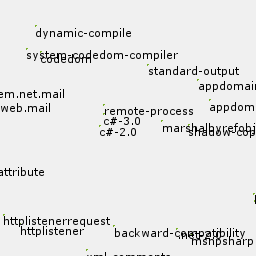 dynamic-compile
system-codedom-compiler
codedom
standard-output
appdomain
em.net.mail
web.mail
appdom
remote-process
c#-3.0
c#-2.0
marshalbyrefobj
shadow-cop
attribute
httplistenerrequest
httplistener
backward-compatibility
mshpsharp
xml-comments